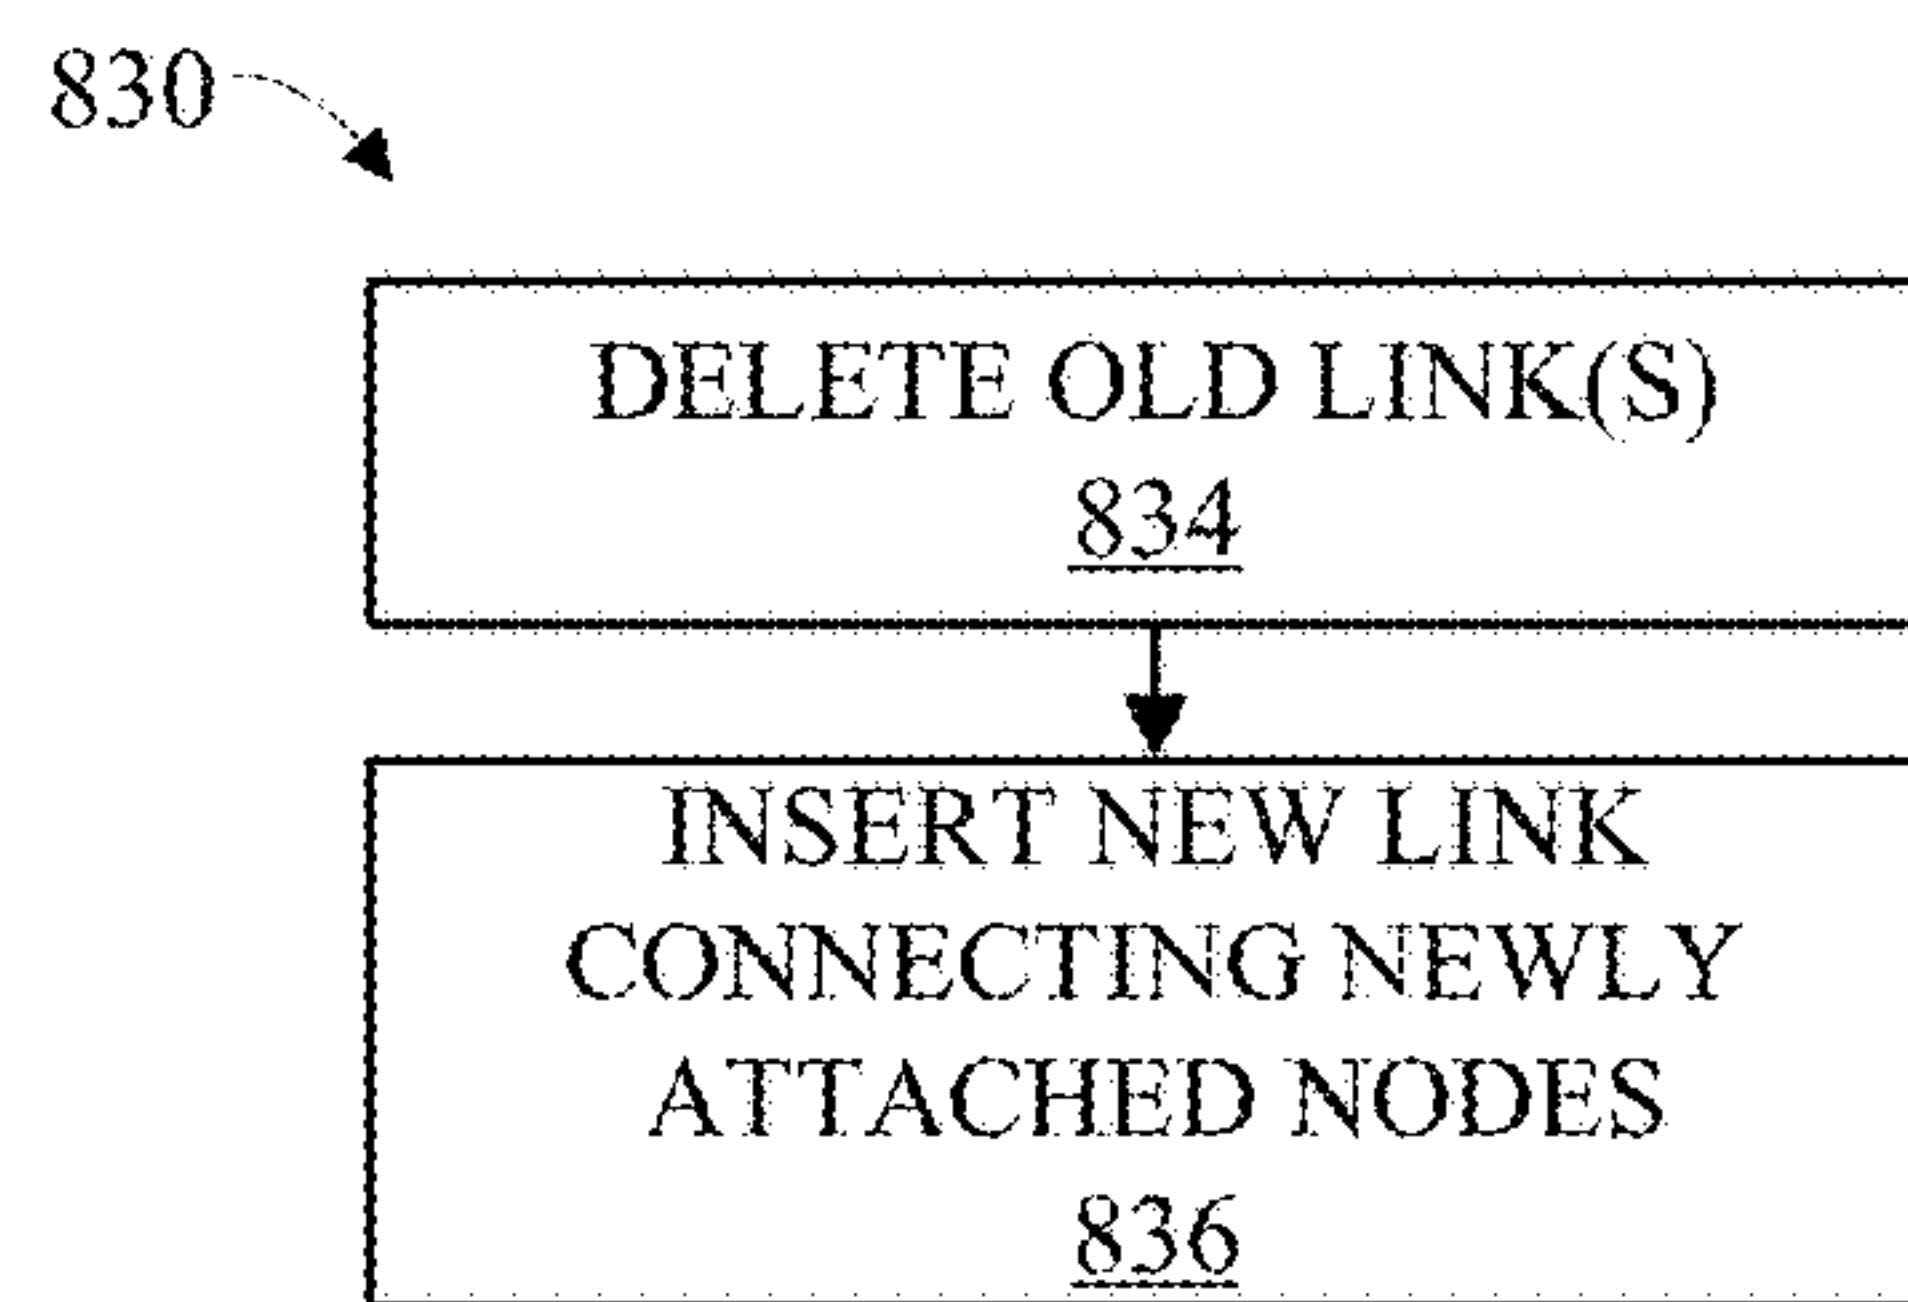 830
DELETE OLD LINK(S)
834
INSERT NEW LINK
CONNECTING NEWLY
ATTACHED NODES
836